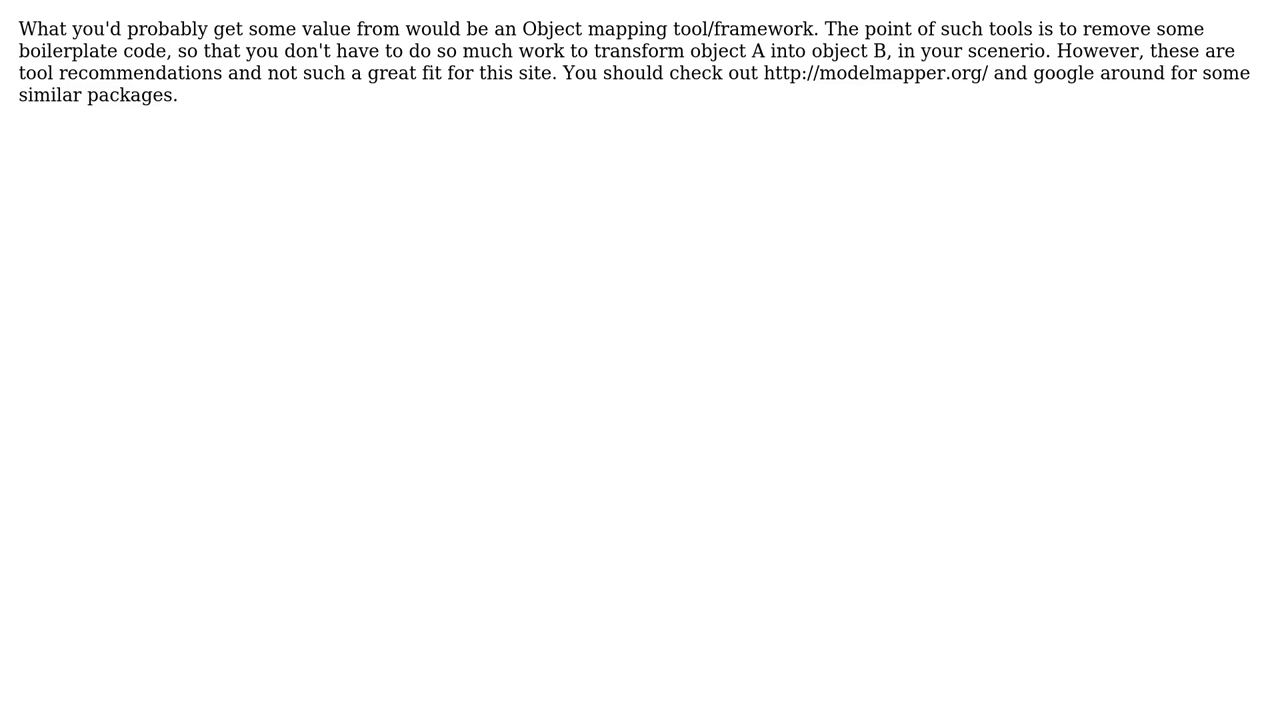 What you'd probably get some value from would be an Object mapping tool/framework. The point of such tools is to remove some
boilerplate code, so that you don't have to do so much work to transform object A into object B, in your scenerio. However, these are
tool recommendations and not such a great fit for this site. You should check out http://modelmapper.org/ and google around for some
similar packages.